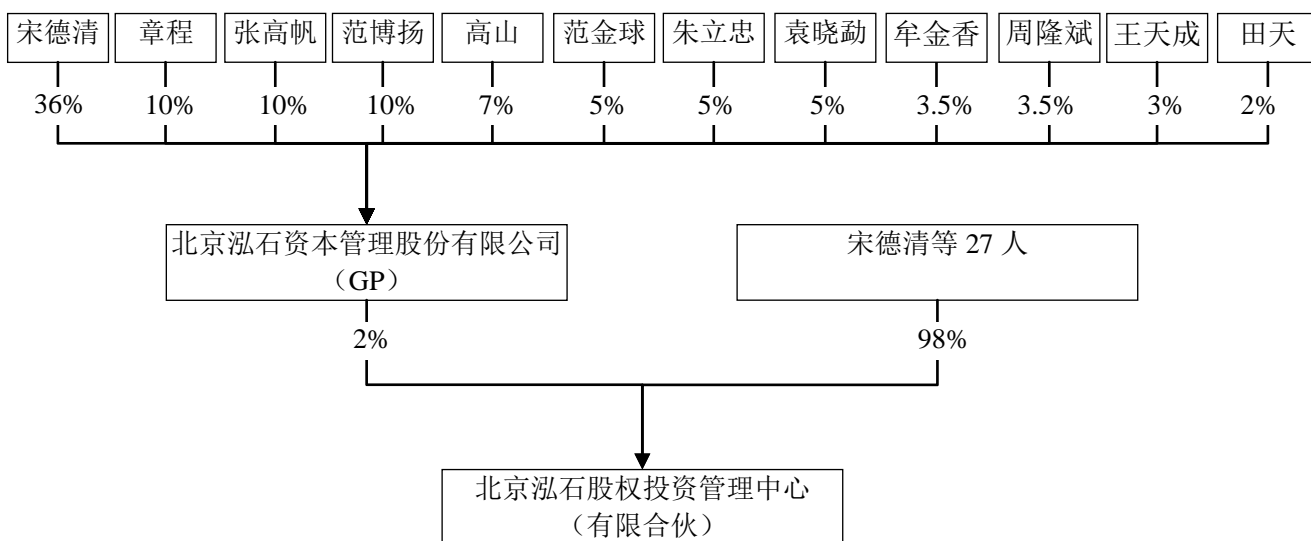 宋德清 章程 张高帆 范博扬 高山 范金球 朱立忠 袁晓勐 牟金香 周隆斌 王天成 田天
36% 10% 10% 10% 7% 5% 5% 5% 3.5% 3.5% 3% 2%
北京泓石资本管理股份有限公司
（GP）
宋德清等 27 人
2% 98%
北京泓石股权投资管理中心
（有限合伙）